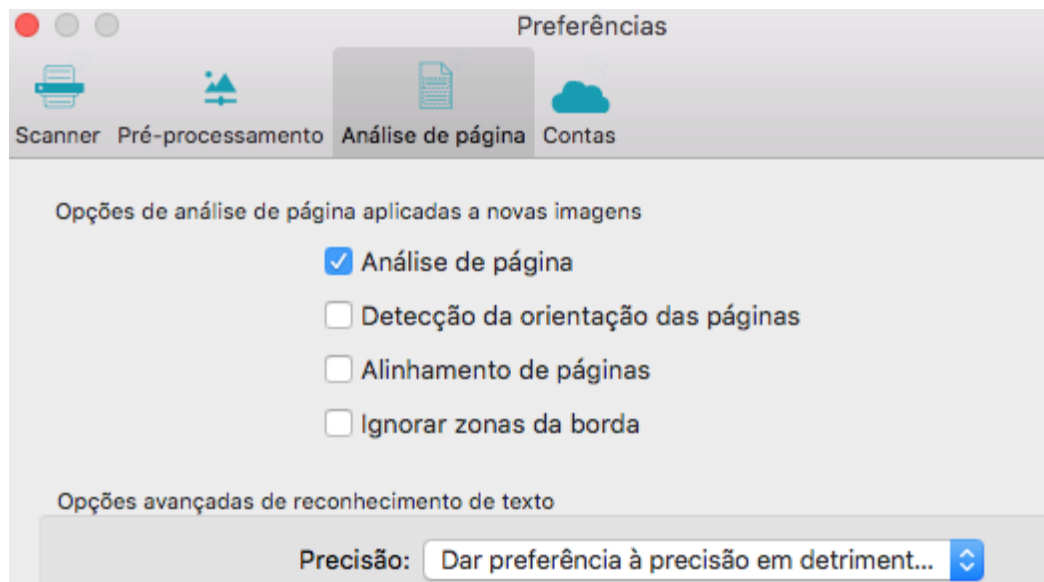 Preferências
Scanner Pré-processamento Análise de página Contas
Opções de análise de página aplicadas a novas imagens
Análise de página
Detecção da orientação das páginas
Alinhamento de páginas
Ignorar zonas da borda
Opções avançadas de reconhecimento de texto
Precisão: Dar preferência à precisão em detriment...